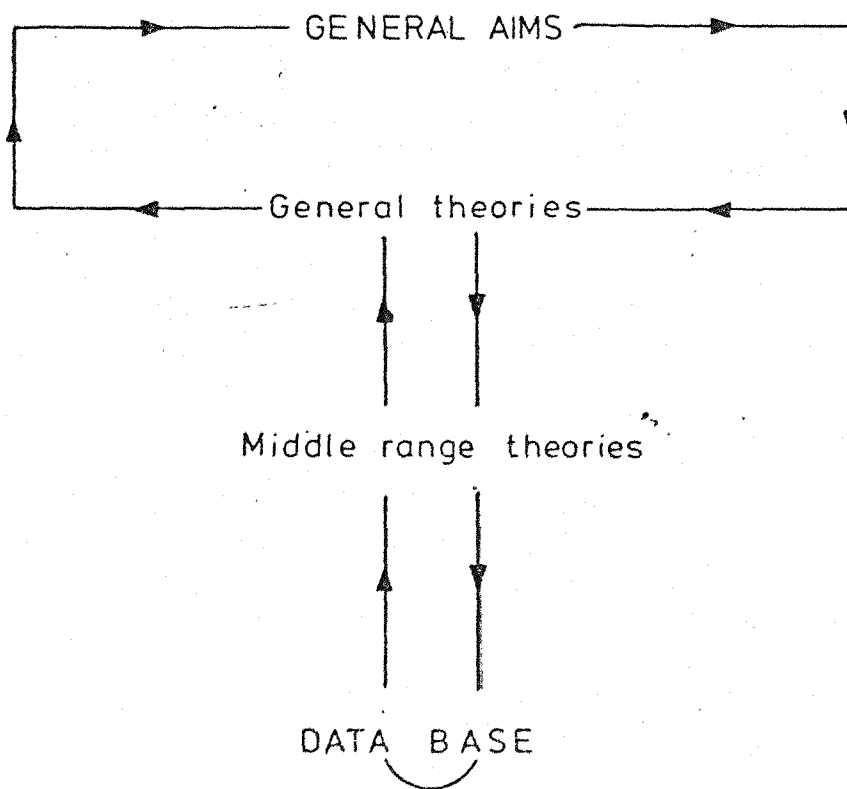 GENERAL AIMS
General theories
Middle range theories
DATA BASE